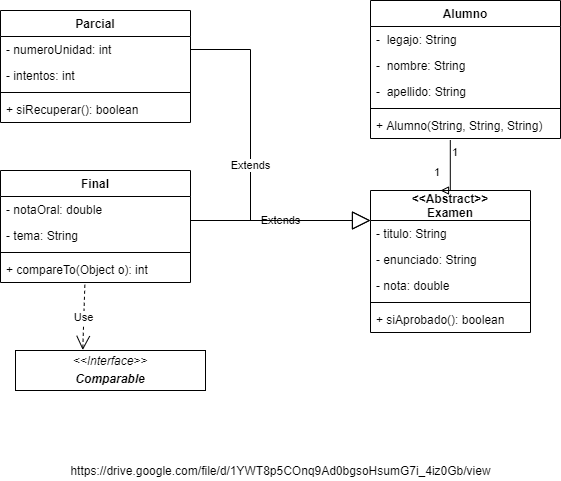 Parcial
- numeroUnidad: int
- intentos: int
+ siRecuperar(): boolean
Alumno
- legajo: String
- nombre: String
- apellido: String
+ Alumno(String, String, String)
1
1
Extends
Extends
Final
- notaOral: double
- tema: String
+ compareTo(Object o): int
Use
<<Interface>>
Comparable
<<Abstract>>
Examen
- titulo: String
- enunciado: String
- nota: double
+ siAprobado(): boolean
https://drive.google.com/file/d/1YWT8p5COnq9Ad0bgsoHsumG7i_4iz0Gb/view